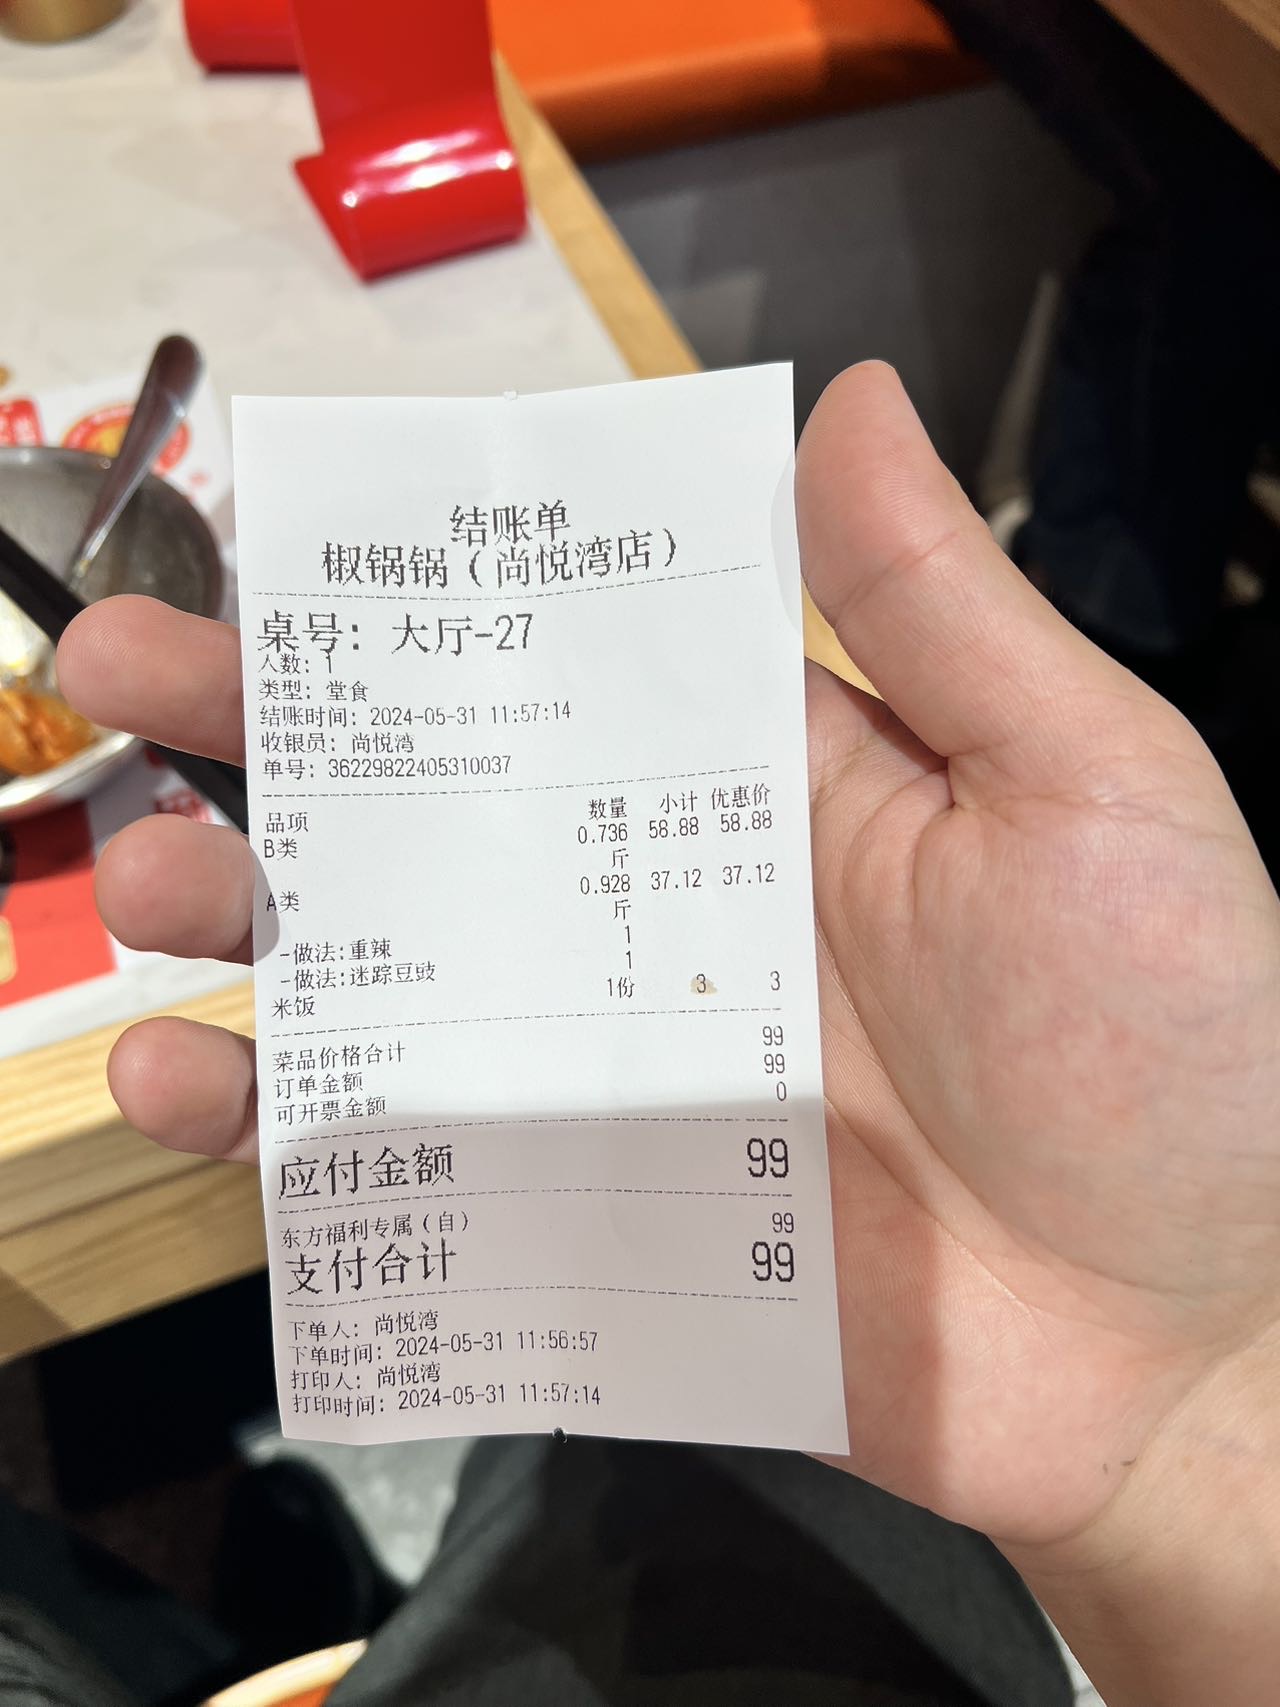 结账单
椒锅锅（尚悦湾店）
桌号：大厅-27
人数：1
类型：堂食
结账时间：2024-05-31 11:57:14
收银员：尚悦湾
单号：36229822405310037
品项 数量 小计 优惠价
B类 0.736 58.88 58.88
斤
A类 0.928 37.12 37.12
斤
-做法:重辣 1
-做法:迷踪豆豉 1
米饭 1份 3 3
菜品价格合计 99
订单金额 99
可开票金额 0
应付金额 99
东方福利专属（自） 99
支付合计 99
下单人：尚悦湾
下单时间：2024-05-31 11:56:57
打印人：尚悦湾
打印时间：2024-05-31 11:57:14